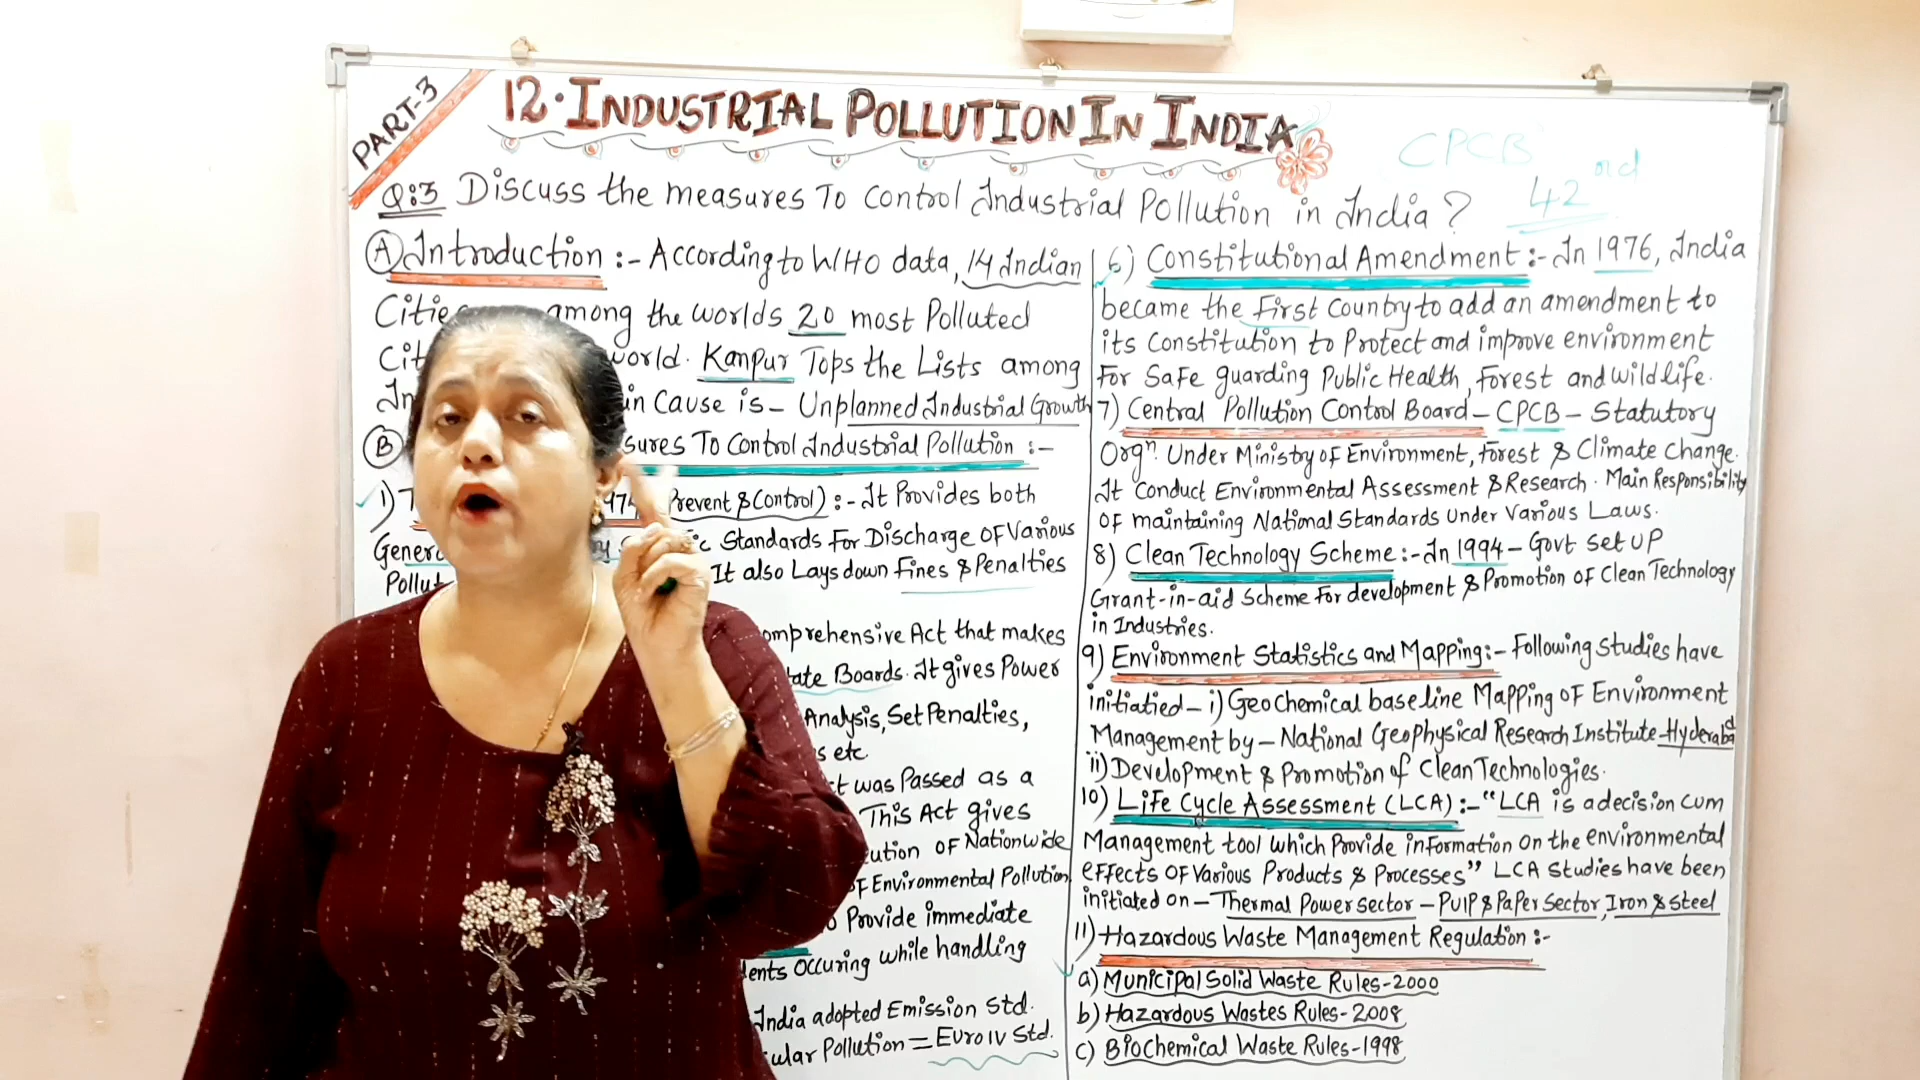 PART-3
12. INDUSTRIAL POLLUTION IN INDIA
CPCB
42 nd
Q:3 Discuss the measures To Control Industrial Pollution in India?
(A) Introduction :- According to WHO data, 14 Indian
among the worlds 20 most Polluted
world. Kanpur Tops the Lists among
Cause is - Unplanned Industrial Growth
(B) sures To Control Industrial Pollution :-
1) 1974 Prevent & Control) :- It Provides both
Standards For Discharge OF Various
It also Lays down Fines & Penalties
omprehensive Act that makes
ate Boards. It gives Power
Analysis, Set Penalties,
s etc
t was Passed as a
This Act gives
ution OF Nationwide
OF Environmental Pollution
Provide immediate
ents Occuring while handling
India adopted Emission Std.
ular Pollution = Euro IV Std.
6) Constitutional Amendment :- In 1976, India
became the First Country to add an amendment to
its Constitution to Protect and improve environment
For SaFe guarding Public Health, Forest and wild life.
7) Central Pollution Control Board - CPCB - Statutory
Orgn. Under Ministry of Environment, Forest & Climate Change.
It Conduct Environmental Assessment & Research. Main Responsibility
OF maintaining National Standards Under Various Laws.
8) Clean Technology Scheme :- In 1994 - Govt set up
Grant-in-aid Scheme For development & Promotion of Clean Technology
in Industries.
9) Environment Statistics and Mapping :- Following Studies have
initiatied - i) GeoChemical baseline Mapping OF Environment
Management by - National Geophysical Research Institute - Hyderabad
ii) Development & Promotion of Clean Technologies.
10) Life Cycle Assessment (LCA) :- "LCA is a decision cum
Management tool which Provide information On the environmental
effects OF Various Products & Processes" LCA Studies have been
initiated on - Thermal Power sector - Pulp & Paper Sector, Iron & steel
11) Hazardous Waste Management Regulation :-
a) Municipal Solid Waste Rules - 2000
b) Hazardous Wastes Rules - 2008
c) Biochemical Waste Rules - 1998